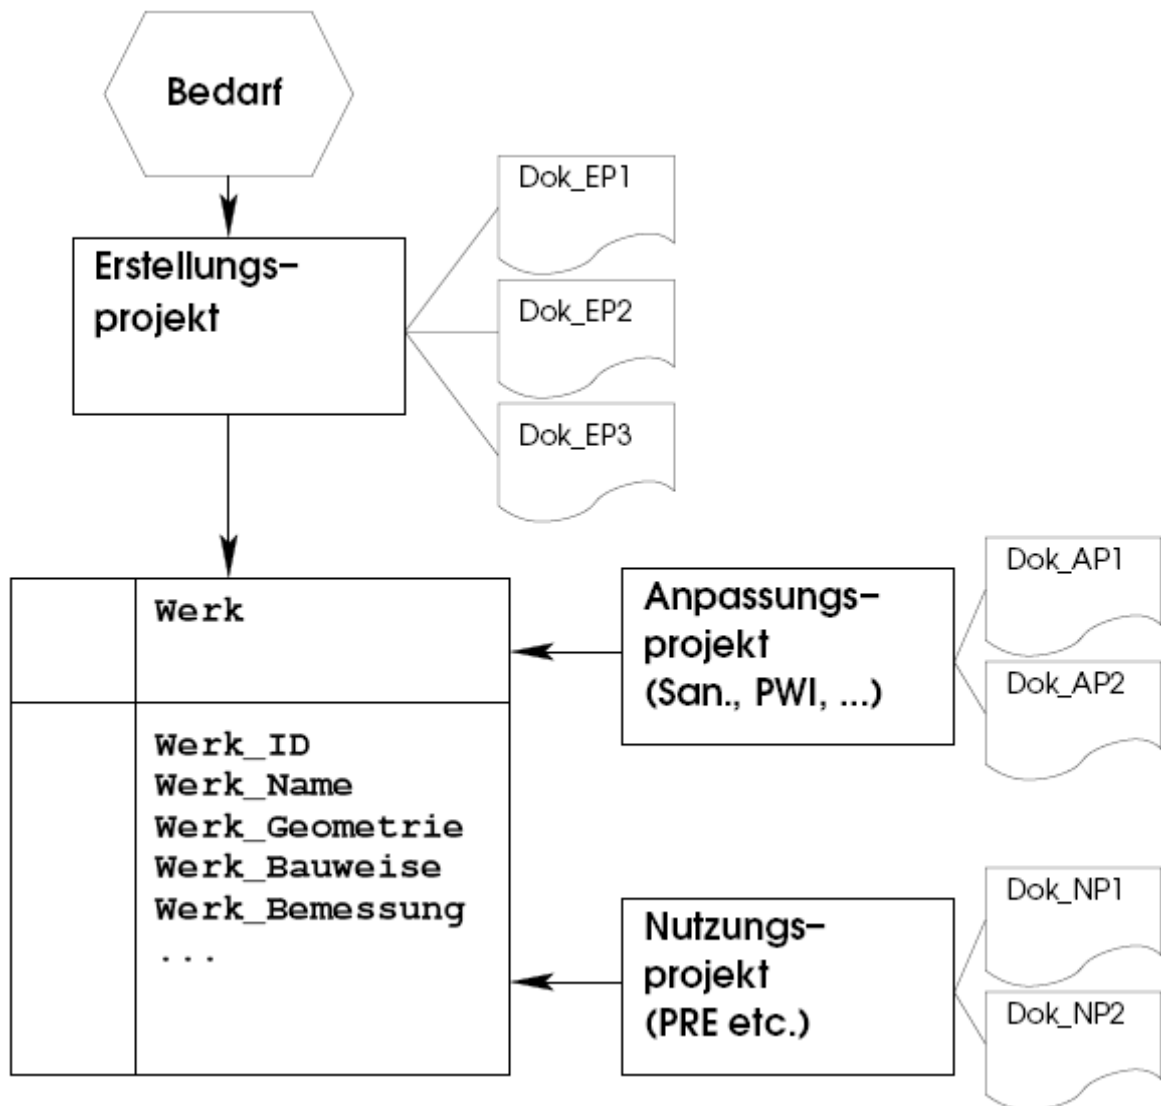 Bedarf
Erstellungs–
projekt
Dok_EP1
Dok_EP2
Dok_EP3
Werk
Werk_ID
Werk_Name
Werk_Geometrie
Werk_Bauweise
Werk_Bemessung
...
Anpassungs–
projekt
(San., PWI, ...)
Dok_AP1
Dok_AP2
Nutzungs–
projekt
(PRE etc.)
Dok_NP1
Dok_NP2